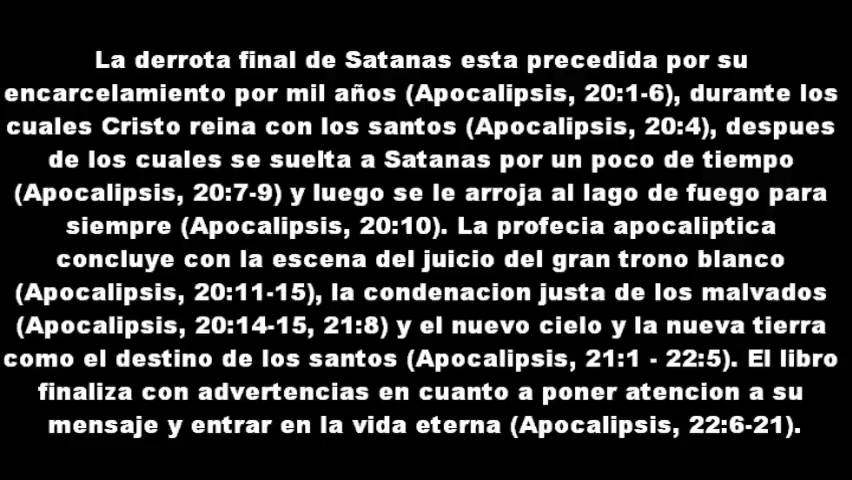 La derrota final de Satanas esta precedida por su
encarcelamiento por mil años (Apocalipsis, 20:1-6), durante los
cuales Cristo reina con los santos (Apocalipsis, 20:4), despues
de los cuales se suelta a Satanas por un poco de tiempo
(Apocalipsis, 20:7-9) y luego se le arroja al lago de fuego para
siempre (Apocalipsis, 20:10). La profecia apocaliptica
concluye con la escena del juicio del gran trono blanco
(Apocalipsis, 20:11-15), la condenacion justa de los malvados
(Apocalipsis, 20:14-15, 21:8) y el nuevo cielo y la nueva tierra
como el destino de los santos (Apocalipsis, 21:1 - 22:5). El libro
finaliza con advertencias en cuanto a poner atencion a su
mensaje y entrar en la vida eterna (Apocalipsis, 22:6-21).